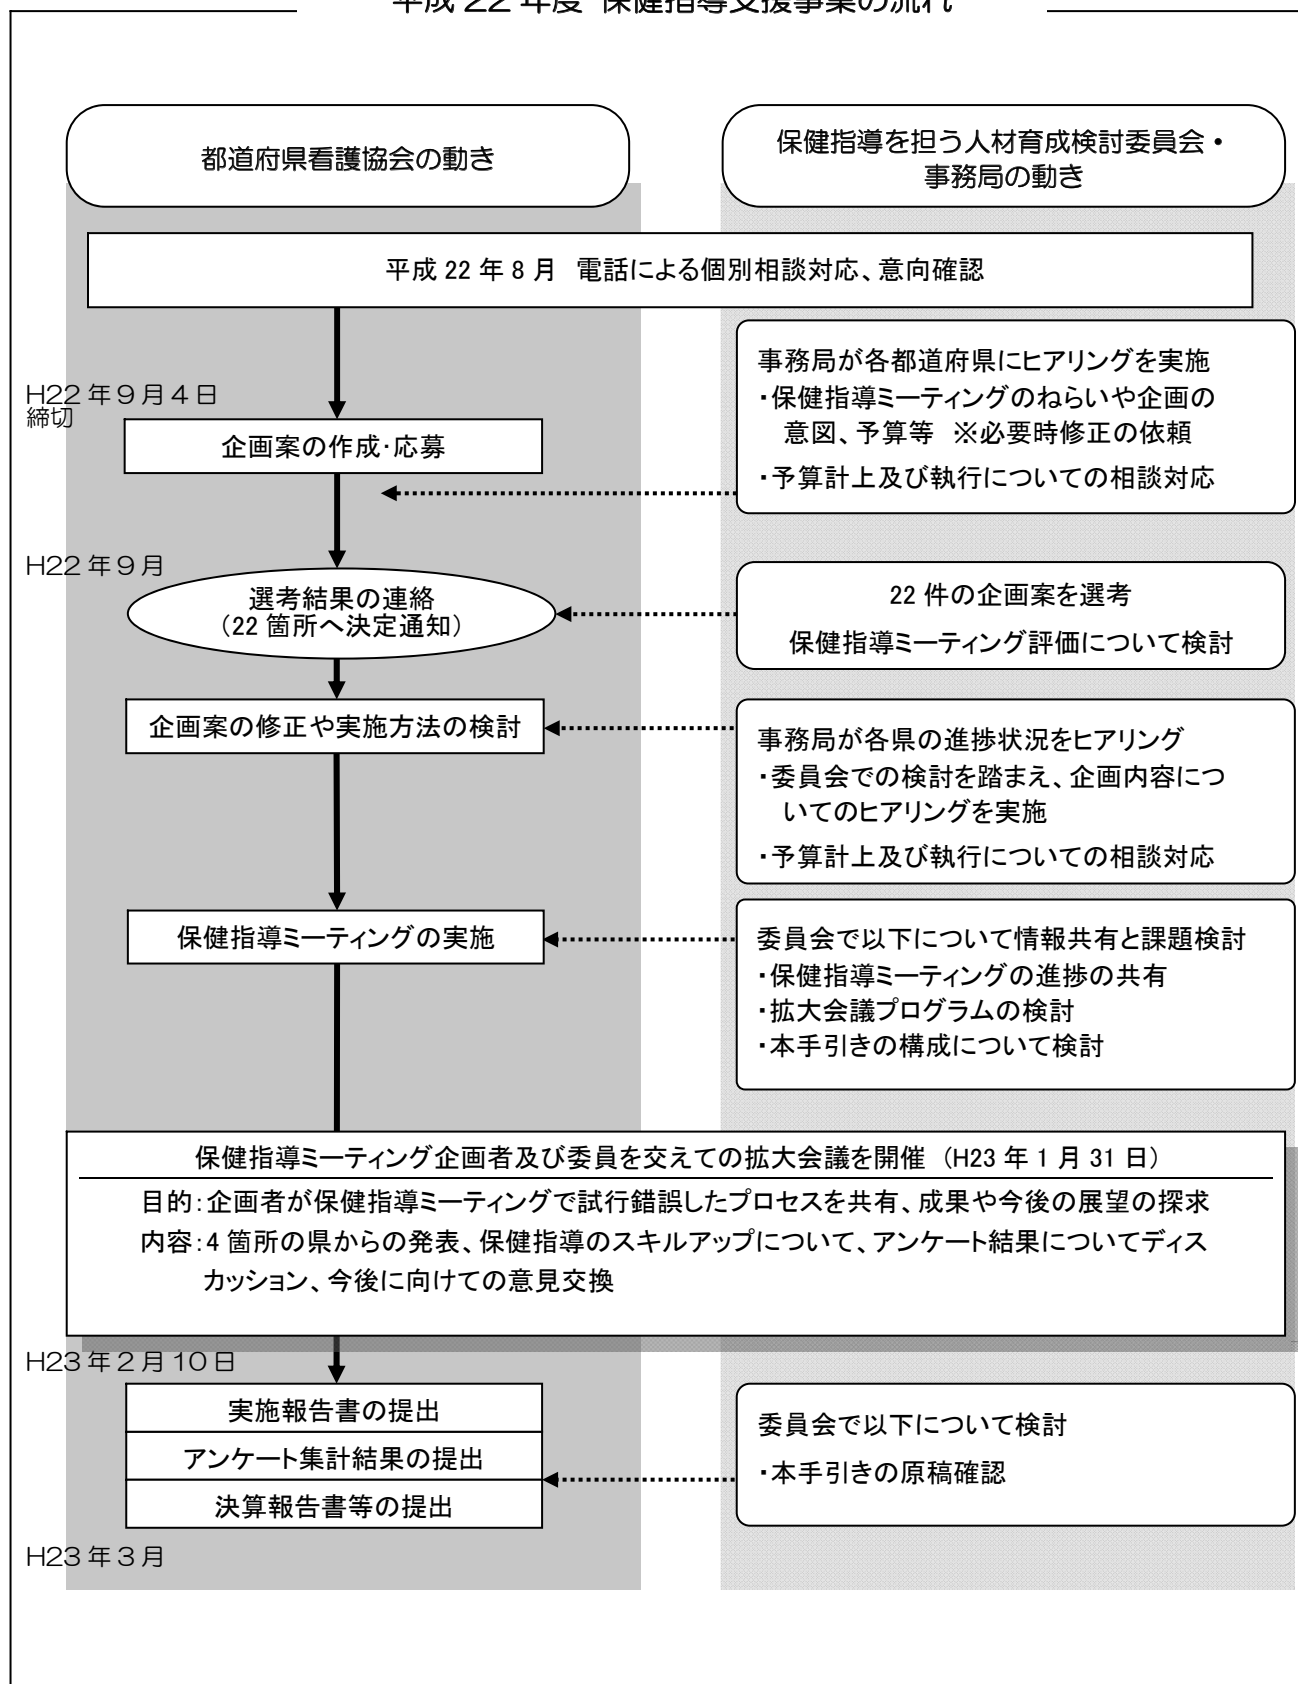 平成 22 年度 保健指導支援事業の流れ
都道府県看護協会の動き
保健指導を担う人材育成検討委員会・
事務局の動き
平成 22 年 8 月 電話による個別相談対応、意向確認
事務局が各都道府県にヒアリングを実施
・保健指導ミーティングのねらいや企画の
意図、予算等 ※必要時修正の依頼
・予算計上及び執行についての相談対応
H22 年９月４日
締切
企画案の作成・応募
H22 年９月
選考結果の連絡
（22 箇所へ決定通知）
22 件の企画案を選考
保健指導ミーティング評価について検討
企画案の修正や実施方法の検討
事務局が各県の進捗状況をヒアリング
・委員会での検討を踏まえ、企画内容につ
いてのヒアリングを実施
・予算計上及び執行についての相談対応
保健指導ミーティングの実施
委員会で以下について情報共有と課題検討
・保健指導ミーティングの進捗の共有
・拡大会議プログラムの検討
・本手引きの構成について検討
保健指導ミーティング企画者及び委員を交えての拡大会議を開催 （H23 年 1 月 31 日）
目的：企画者が保健指導ミーティングで試行錯誤したプロセスを共有、成果や今後の展望の探求
内容：4 箇所の県からの発表、保健指導のスキルアップについて、アンケート結果についてディス
カッション、今後に向けての意見交換
H23 年２月 10 日
実施報告書の提出
アンケート集計結果の提出
決算報告書等の提出
委員会で以下について検討
・本手引きの原稿確認
H23 年３月